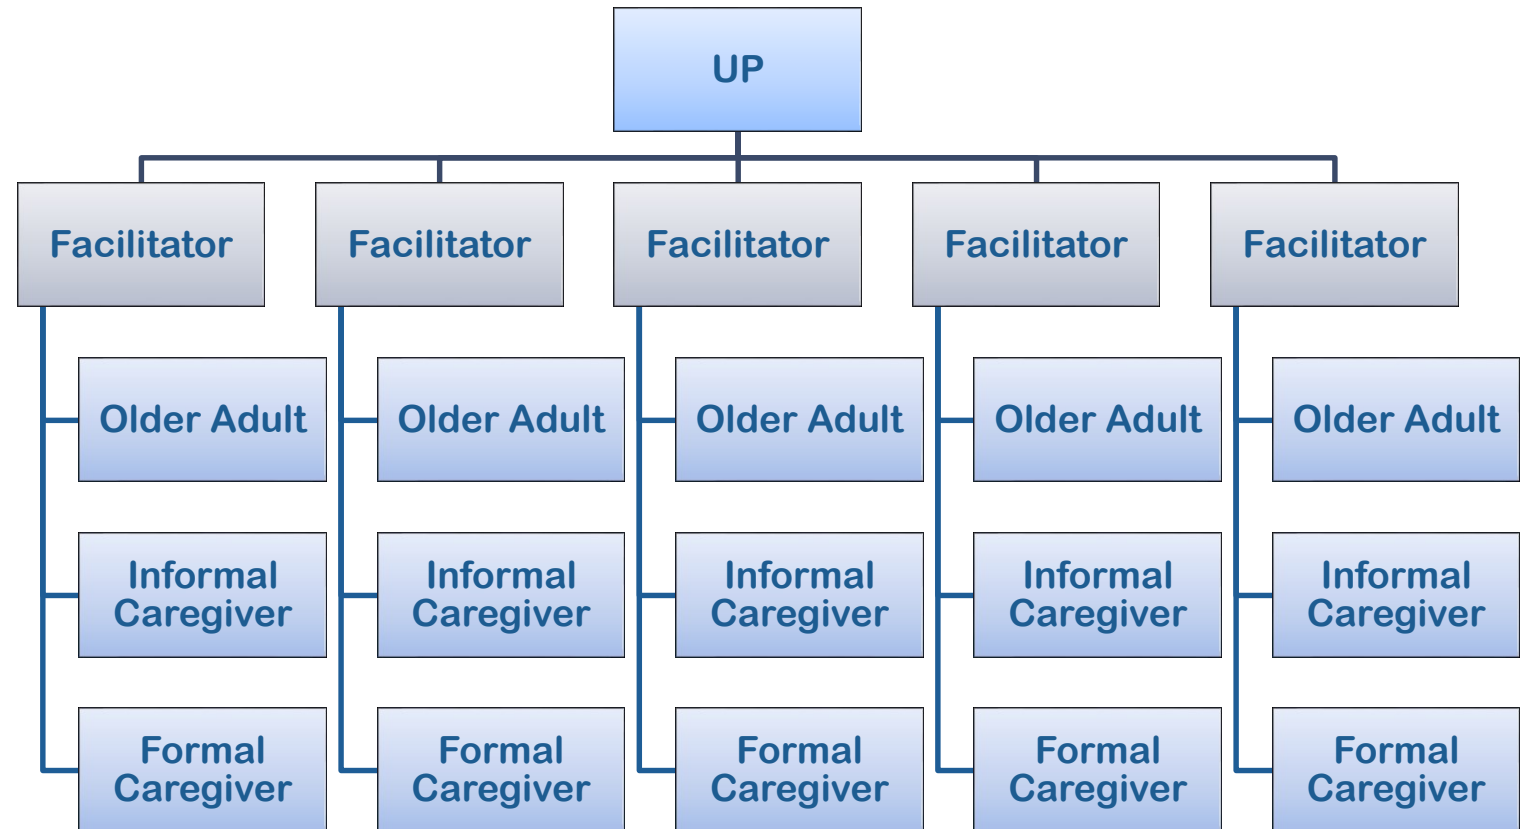 UP
Facilitator
Facilitator
Facilitator
Facilitator
Facilitator
Older Adult
Older Adult
Older Adult
Older Adult
Older Adult
Informal
Caregiver
Informal
Caregiver
Informal
Caregiver
Informal
Caregiver
Informal
Caregiver
Formal
Caregiver
Formal
Caregiver
Formal
Caregiver
Formal
Caregiver
Formal
Caregiver